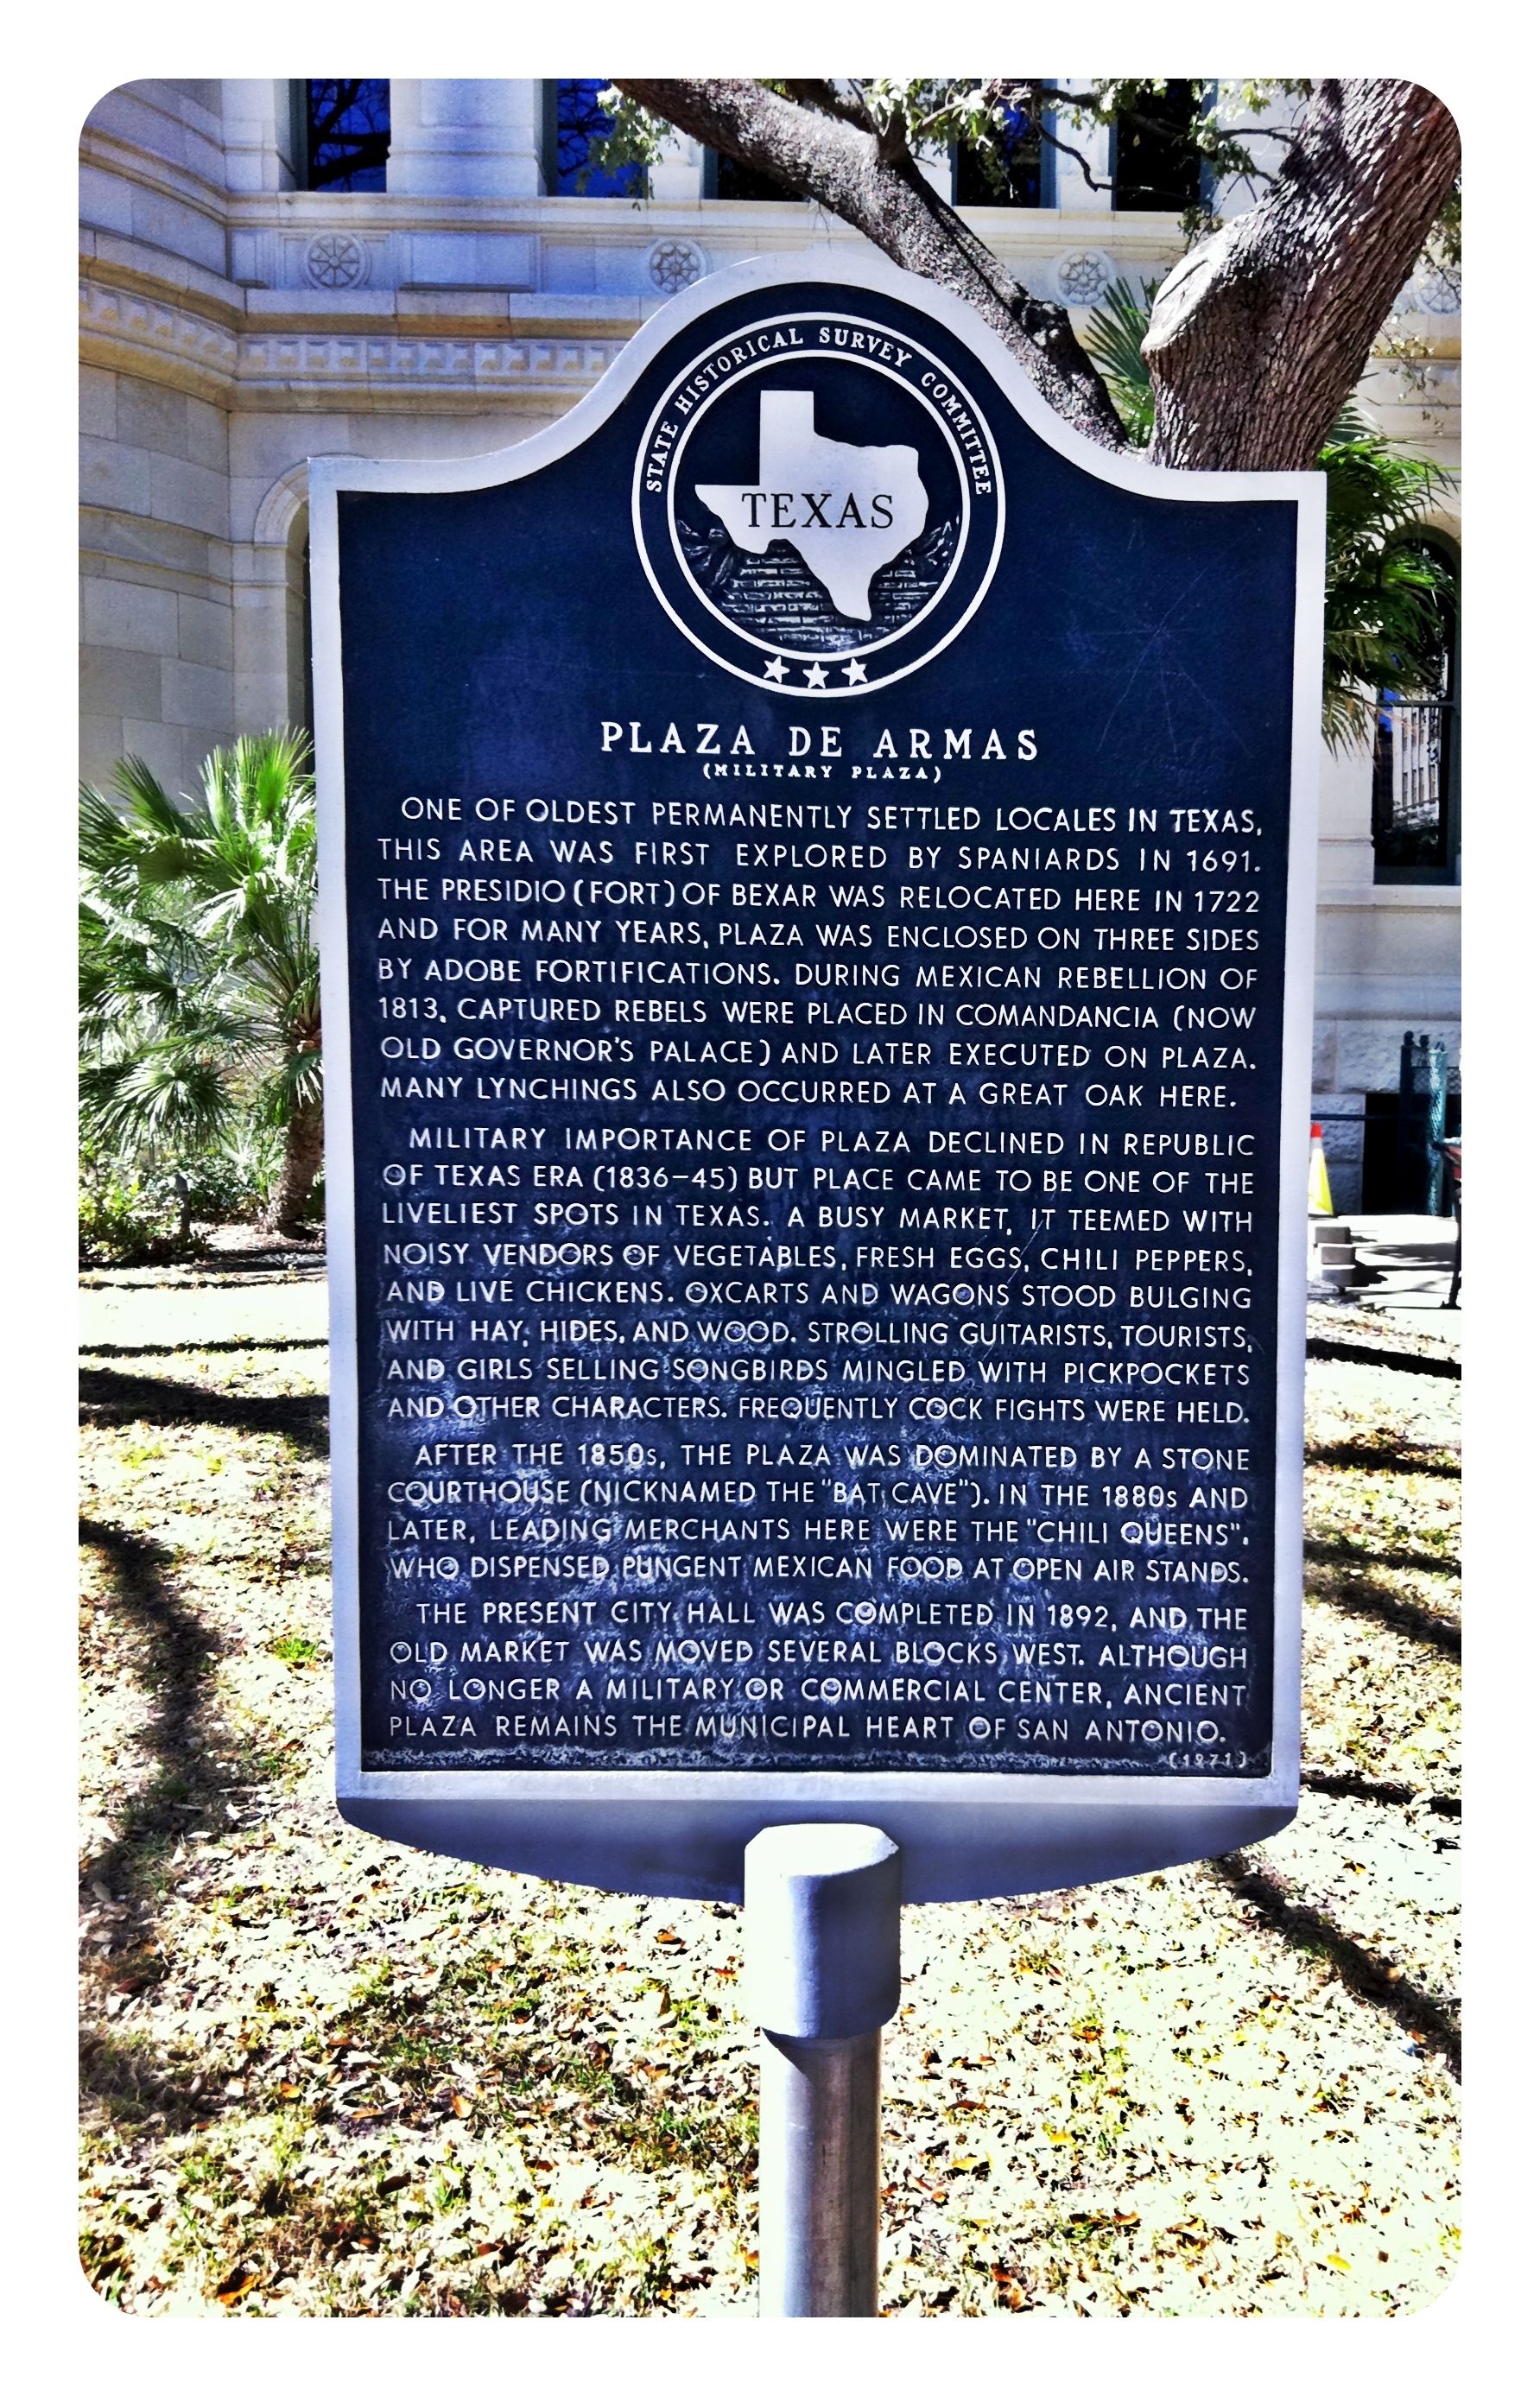 STATE HISTORICAL SURVEY COMMITTEE
TEXAS
PLAZA DE ARMAS
(MILITARY PLAZA)
ONE OF OLDEST PERMANENTLY SETTLED LOCALES IN TEXAS,
THIS AREA WAS FIRST EXPLORED BY SPANIARDS IN 1691.
THE PRESIDIO (FORT) OF BEXAR WAS RELOCATED HERE IN 1722
AND FOR MANY YEARS, PLAZA WAS ENCLOSED ON THREE SIDES
BY ADOBE FORTIFICATIONS. DURING MEXICAN REBELLION OF
1813, CAPTURED REBELS WERE PLACED IN COMANDANCIA (NOW
OLD GOVERNOR'S PALACE) AND LATER EXECUTED ON PLAZA.
MANY LYNCHINGS ALSO OCCURRED AT A GREAT OAK HERE.
MILITARY IMPORTANCE OF PLAZA DECLINED IN REPUBLIC
OF TEXAS ERA (1836-45) BUT PLACE CAME TO BE ONE OF THE
LIVELIEST SPOTS IN TEXAS. A BUSY MARKET, IT TEEMED WITH
NOISY VENDORS OF VEGETABLES, FRESH EGGS, CHILI PEPPERS,
AND LIVE CHICKENS. OXCARTS AND WAGONS STOOD BULGING
WITH HAY, HIDES, AND WOOD. STROLLING GUITARISTS, TOURISTS,
AND GIRLS SELLING SONGBIRDS MINGLED WITH PICKPOCKETS
AND OTHER CHARACTERS. FREQUENTLY COCK FIGHTS WERE HELD.
AFTER THE 1850s, THE PLAZA WAS DOMINATED BY A STONE
COURTHOUSE (NICKNAMED THE "BAT CAVE"). IN THE 1880s AND
LATER, LEADING MERCHANTS HERE WERE THE "CHILI QUEENS",
WHO DISPENSED PUNGENT MEXICAN FOOD AT OPEN AIR STANDS.
THE PRESENT CITY HALL WAS COMPLETED IN 1892, AND THE
OLD MARKET WAS MOVED SEVERAL BLOCKS WEST. ALTHOUGH
NO LONGER A MILITARY OR COMMERCIAL CENTER, ANCIENT
PLAZA REMAINS THE MUNICIPAL HEART OF SAN ANTONIO.
(1971)